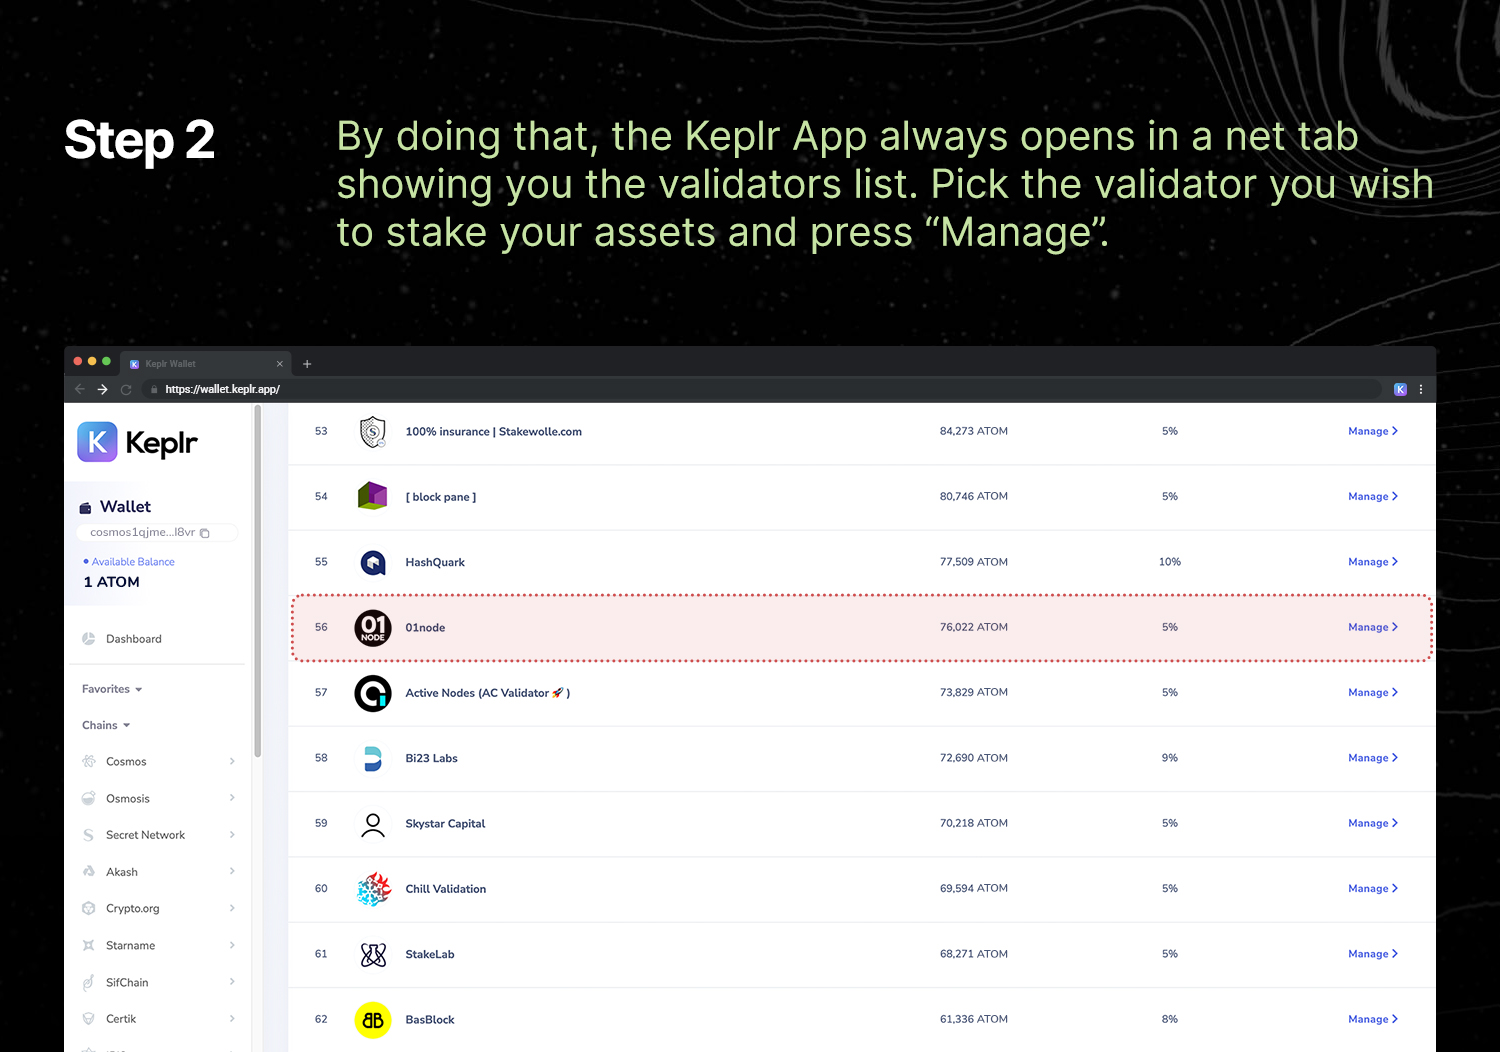 Step 2
By doing that, the Keplr App always opens in a net tab
showing you the validators list. Pick the validator you wish
to stake your assets and press “Manage”.
Keplr Wallet
https://wallet.keplr.app/
K
K Keplr
Wallet
cosmos1qjme...l8vr
Available Balance
1 ATOM
Dashboard
Favorites
Chains
Cosmos
Osmosis
Secret Network
Akash
Crypto.org
Starname
SifChain
Certik
53 100% insurance | Stakewolle.com 84,273 ATOM 5% Manage
54 [ block pane ] 80,746 ATOM 5% Manage
55 HashQuark 77,509 ATOM 10% Manage
56 01 NODE 01node 76,022 ATOM 5% Manage
57 Active Nodes (AC Validator 🚀 ) 73,829 ATOM 5% Manage
58 Bi23 Labs 72,690 ATOM 9% Manage
59 Skystar Capital 70,218 ATOM 5% Manage
60 Chill Validation 69,594 ATOM 5% Manage
61 StakeLab 68,271 ATOM 5% Manage
62 BB BasBlock 61,336 ATOM 8% Manage